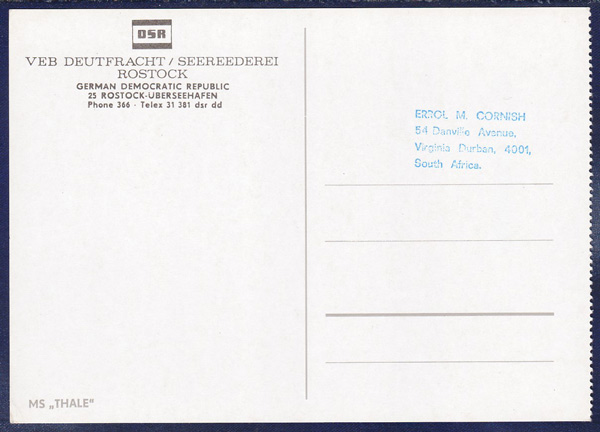 DSR
VEB DEUTFRACHT / SEEREEDEREI
ROSTOCK
GERMAN DEMOCRATIC REPUBLIC
25 ROSTOCK-ÜBERSEEHAFEN
Phone 366 · Telex 31 381 dsr dd
ERROL M. CORNISH
54 Danville Avenue,
Virginia Durban, 4001,
South Africa.
MS „THALE"